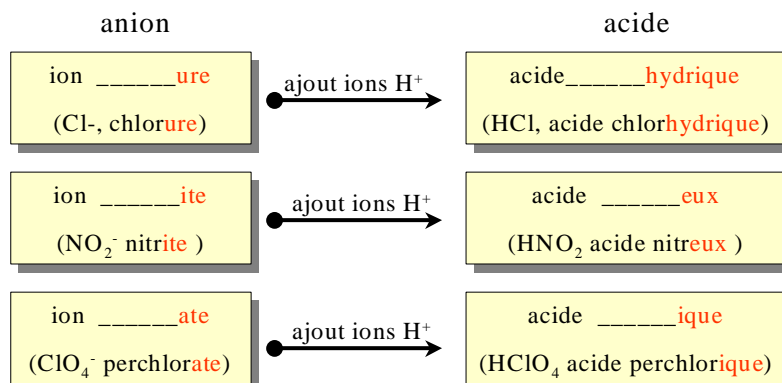 anion
acide
ion ______ure
ajout ions H⁺
acide______hydrique
(Cl-, chlorure)
(HCl, acide chlorhydrique)
ion ______ite
ajout ions H⁺
acide ______eux
(NO₂⁻ nitrite )
(HNO₂ acide nitreux )
ion ______ate
ajout ions H⁺
acide ______ique
(ClO₄⁻ perchlorate)
(HClO₄ acide perchlorique)